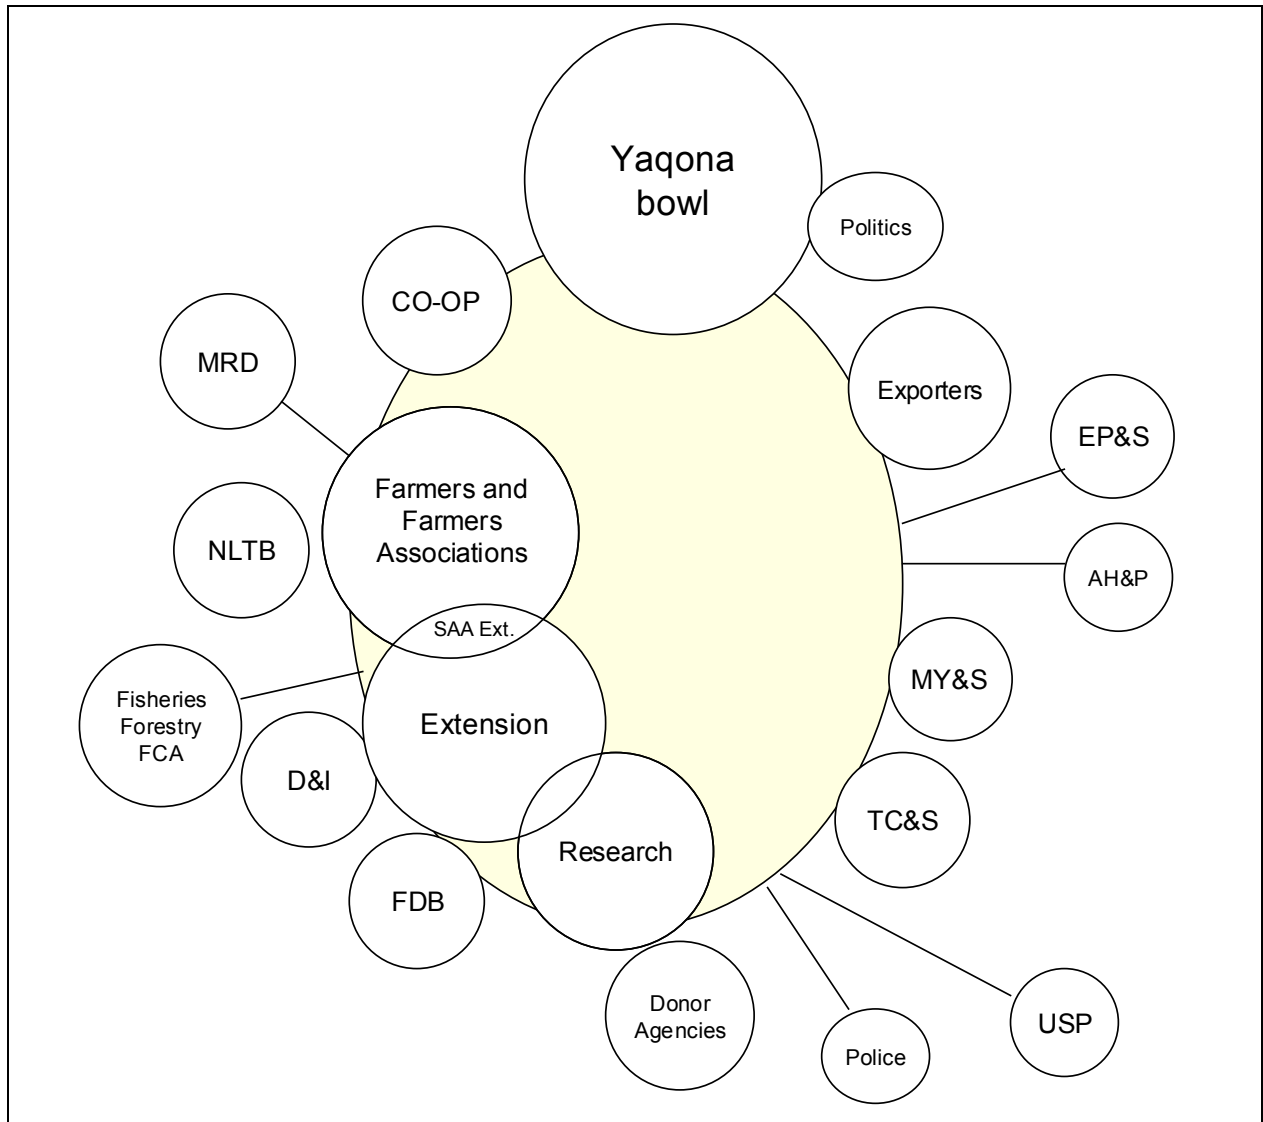 Yaqona
bowl
Politics
CO-OP
MRD
Exporters
EP&S
Farmers and
Farmers
Associations
NLTB
AH&P
SAA Ext.
MY&S
Fisheries
Forestry
FCA
Extension
D&I
TC&S
Research
FDB
Donor
Agencies
USP
Police